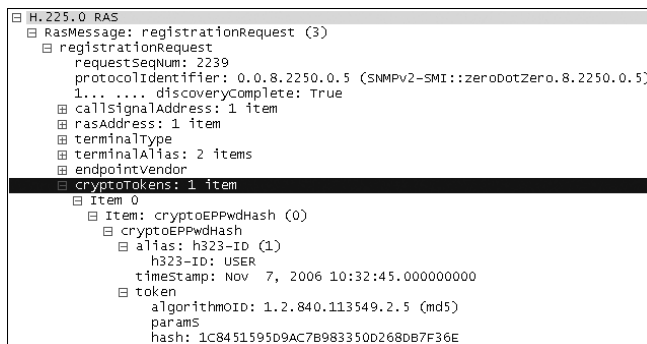 H.225.0 RAS
RasMessage: registrationRequest (3)
registrationRequest
requestSeqNum: 2239
protocolIdentifier: 0.0.8.2250.0.5 (SNMPv2-SMI::zeroDotZero.8.2250.0.5)
1... .... discoveryComplete: True
callSignalAddress: 1 item
rasAddress: 1 item
terminalType
terminalAlias: 2 items
endpointVendor
cryptoTokens: 1 item
Item 0
Item: cryptoEPPwdHash (0)
cryptoEPPwdHash
alias: h323-ID (1)
h323-ID: USER
timeStamp: Nov  7, 2006 10:32:45.000000000
token
algorithmOID: 1.2.840.113549.2.5 (md5)
paramS
hash: 1C8451595D9AC7B983350D268DB7F36E